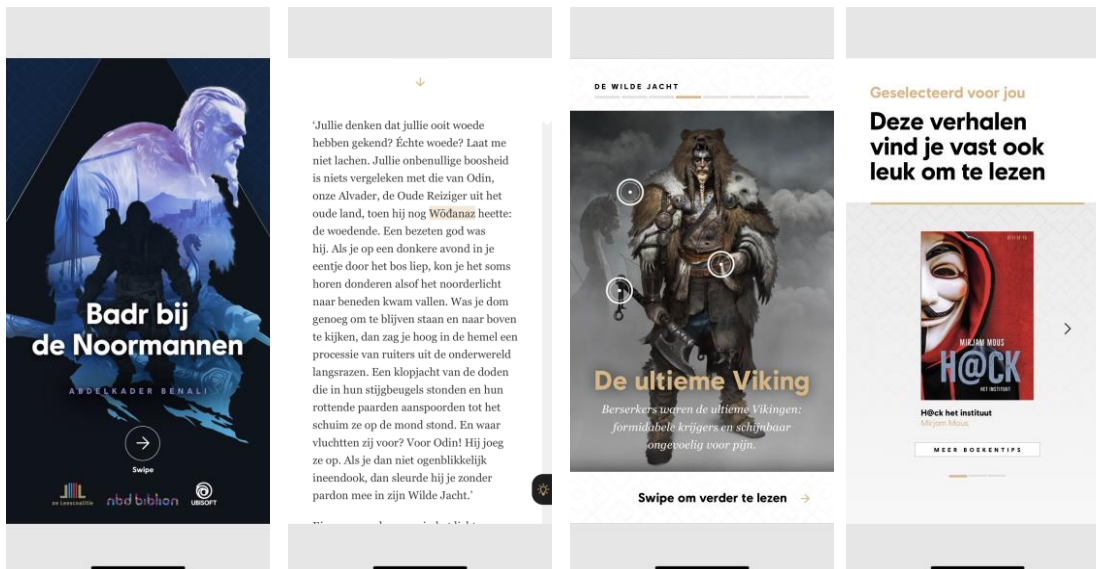 Badr bij
de Noormannen
ABDELKADER BENALI
Swipe
de leescoalitie
nbd biblion
UBISOFT
‘Jullie denken dat jullie ooit woede
hebben gekend? Échte woede? Laat me
niet lachen. Jullie onbenullige boosheid
is niets vergeleken met die van Odin,
onze Alvader, de Oude Reiziger uit het
oude land, toen hij nog Wōđanaz heette:
de woedende. Een bezeten god was
hij. Als je op een donkere avond in je
eentje door het bos liep, kon je het soms
horen donderen alsof het noorderlicht
naar beneden kwam vallen. Was je dom
genoeg om te blijven staan en naar boven
te kijken, dan zag je hoog in de hemel een
processie van ruiters uit de onderwereld
langsrazen. Een klopjacht van de doden
die in hun stijgbeugels stonden en hun
rottende paarden aanspoorden tot het
schuim ze op de mond stond. En waar
vluchtten zij voor? Voor Odin! Hij joeg
ze op. Als je dan niet ogenblikkelijk
ineendook, dan sleurde hij je zonder
pardon mee in zijn Wilde Jacht.’
DE WILDE JACHT
De ultieme Viking
Berserkers waren de ultieme Vikingen:
formidabele krijgers en schijnbaar
ongevoelig voor pijn.
Swipe om verder te lezen
Geselecteerd voor jou
Deze verhalen
vind je vast ook
leuk om te lezen
MIRJAM MOUS
H@CK
HET INSTITUUT
H@ck het instituut
Mirjam Mous
MEER BOEKENTIPS